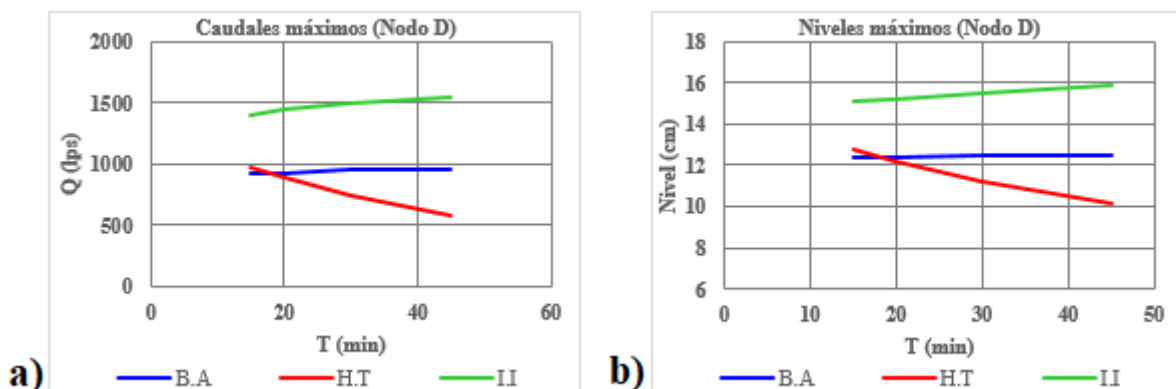 Caudales máximos (Nodo D)
2000
1500
1000
500
0
Q (lps)
0 20 40 60
T (min)
B.A H.T I.I
a)
Niveles máximos (Nodo D)
18
16
14
12
10
8
6
Nivel (cm)
0 10 20 30 40 50
T (min)
B.A H.T I.I
b)